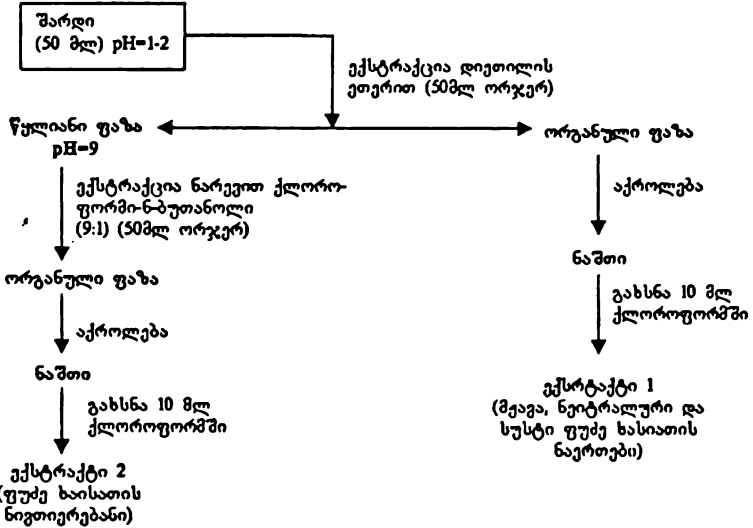 შარდი
(50 მლ) pH=1-2
ექსტრაქცია დიეთილის
ეთერით (50მლ ორჯერ)
წყლიანი ფაზა
pH=9
ორგანული ფაზა
ექსტრაქცია ნარევით ქლორო-
ფორმი-ნ-ბუთანოლი
(9:1) (50მლ ორჯერ)
აქროლება
ორგანული ფაზა
ნაშთი
აქროლება
გახსნა 10 მლ
ქლოროფორმში
ნაშთი
გახსნა 10 მლ
ქლოროფორმში
ექსრტაქტი 1
(მჟავა, ნეიტრალური და
სუსტი ფუძე ხასიათის
ნაერთები)
ექსტრაქტი 2
(ფუძე ხაისათის
ნივთიერებანი)